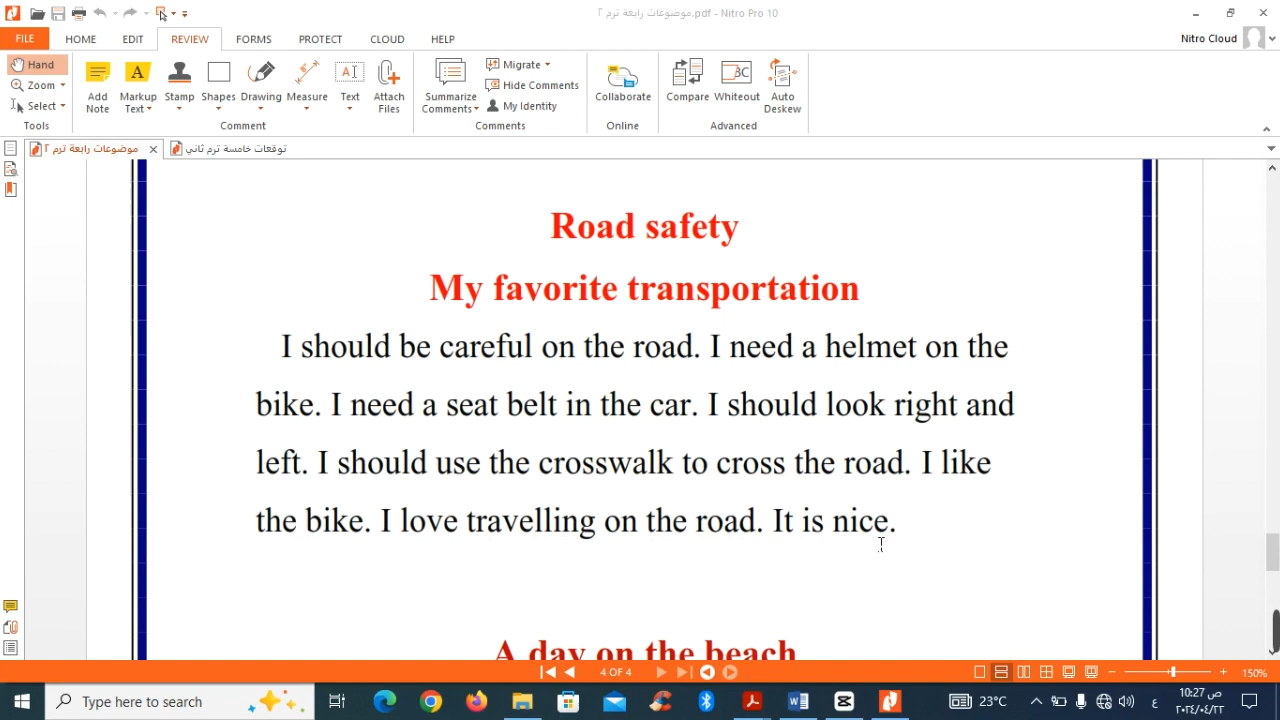 موضوعات رابعة ترم ٢.pdf - Nitro Pro 10
FILE HOME EDIT REVIEW FORMS PROTECT CLOUD HELP
Nitro Cloud
Hand
Zoom
Select
Tools
Add Note
Markup Text
Stamp
Shapes
Drawing
Measure
Text
Attach Files
Comment
Summarize Comments
Migrate
Hide Comments
My Identity
Comments
Collaborate
Online
Compare
Whiteout
Auto Deskew
Advanced
موضوعات رابعة ترم ٢
توقعات خامسة ترم ثاني
Road safety
My favorite transportation
I should be careful on the road. I need a helmet on the
bike. I need a seat belt in the car. I should look right and
left. I should use the crosswalk to cross the road. I like
the bike. I love travelling on the road. It is nice.
A day on the beach
4 OF 4
150%
Type here to search
23°C
ع
10:27 ص
٢٠٢٤/٠٤/٢٣